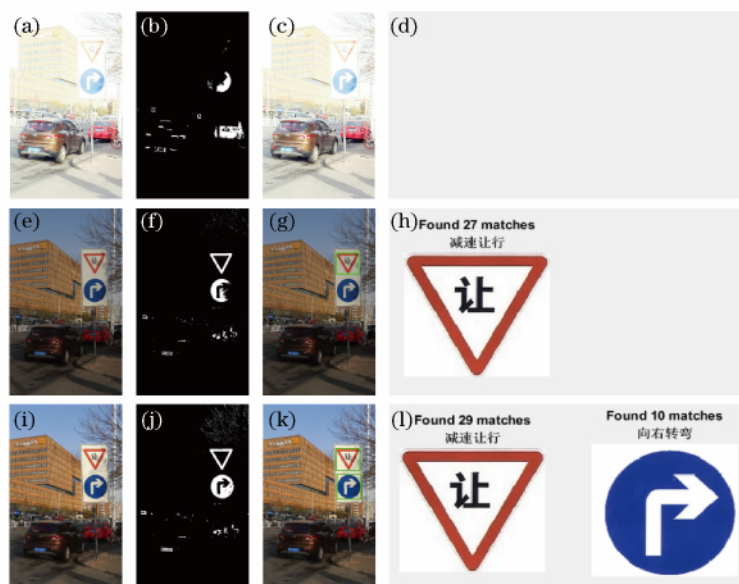 (a)
(b)
(c)
(d)
(e)
(f)
(g)
(h) Found 27 matches
减速让行
让
(i)
(j)
(k)
(l) Found 29 matches
减速让行
让
Found 10 matches
向右转弯